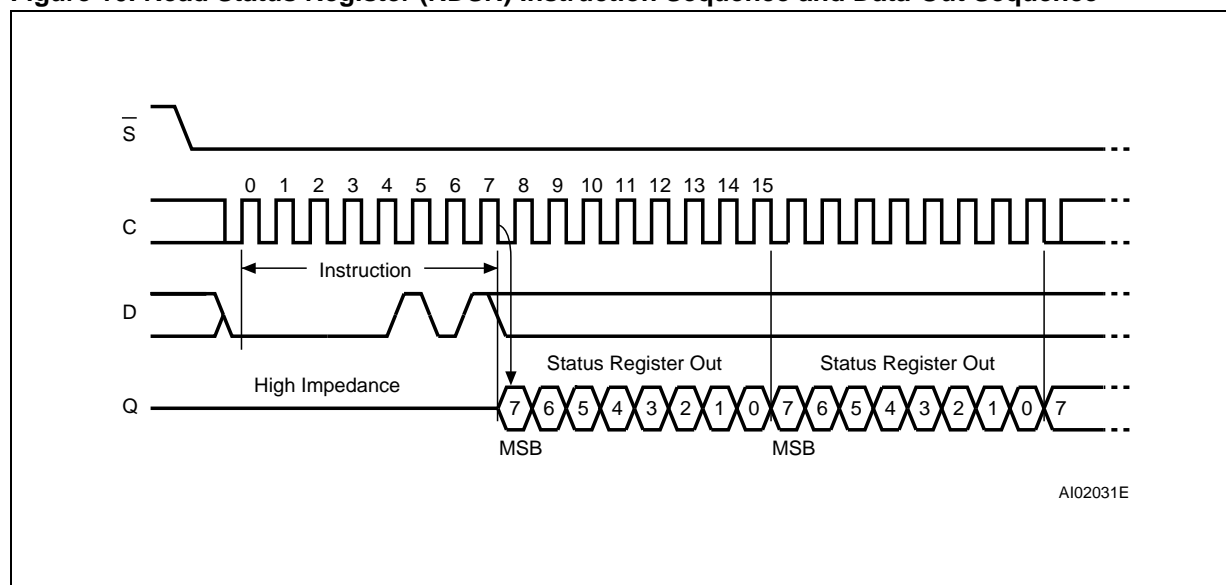 Figure 10. Read Status Register (RDSR) Instruction Sequence and Data-Out Sequence
S
0 1 2 3 4 5 6 7 8 9 10 11 12 13 14 15
C
Instruction
D
Status Register Out Status Register Out
High Impedance
Q 7 6 5 4 3 2 1 0 7 6 5 4 3 2 1 0 7
MSB MSB
AI02031E